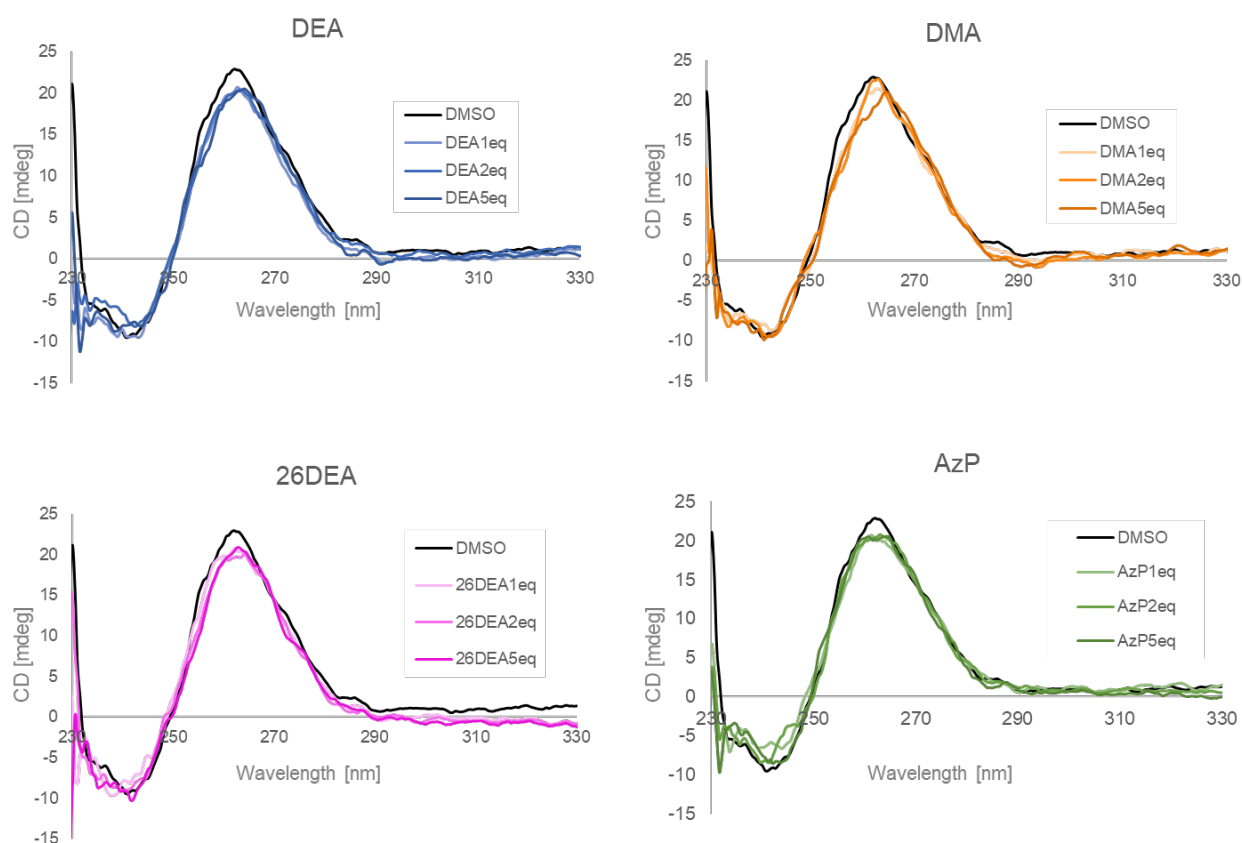 DEA
25
20
15
10
5
0
-5
-10
-15
CD [mdeg]
230
250
270
290
310
330
Wavelength [nm]
DMSO
DEA1eq
DEA2eq
DEA5eq
DMA
25
20
15
10
5
0
-5
-10
-15
CD [mdeg]
230
250
270
290
310
330
Wavelength [nm]
DMSO
DMA1eq
DMA2eq
DMA5eq
26DEA
25
20
15
10
5
0
-5
-10
-15
CD [mdeg]
230
250
270
290
310
330
Wavelength [nm]
DMSO
26DEA1eq
26DEA2eq
26DEA5eq
AzP
25
20
15
10
5
0
-5
-10
-15
CD [mdeg]
230
250
270
290
310
330
Wavelength [nm]
DMSO
AzP1eq
AzP2eq
AzP5eq